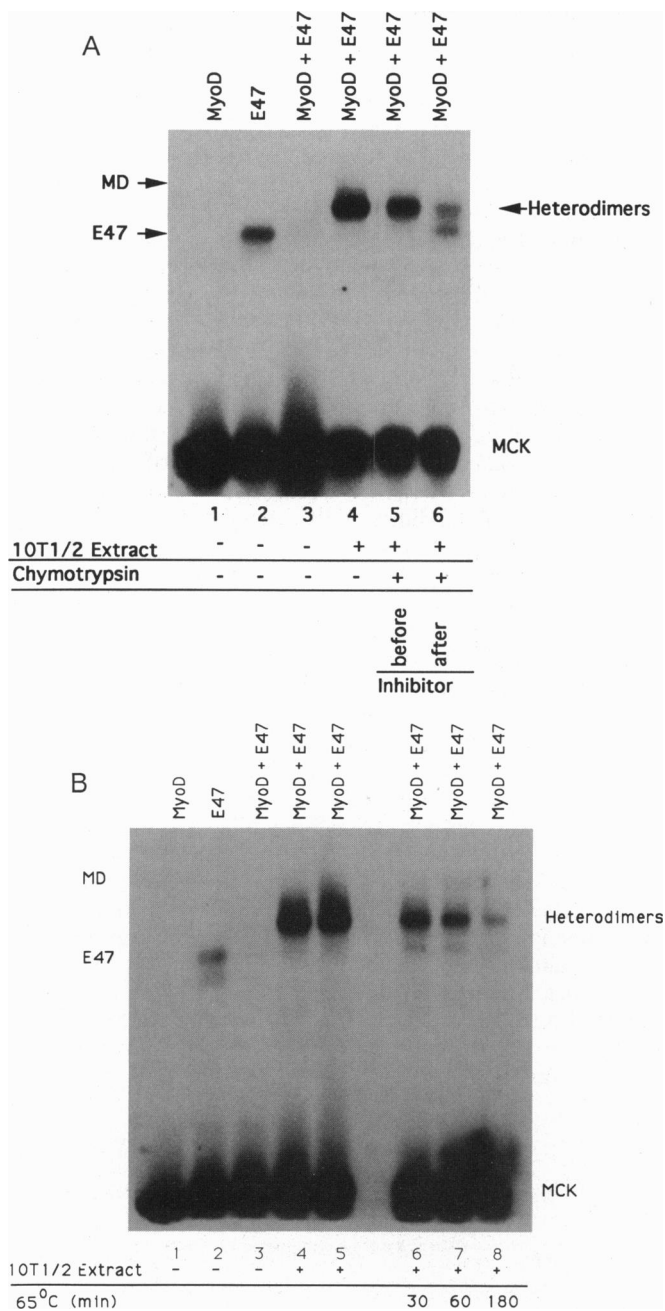 A
MyoD
E47
MyoD + E47
MyoD + E47
MyoD + E47
MyoD + E47
MD
E47
Heterodimers
MCK
1 2 3 4 5 6
10T1/2 Extract - - - + + +
Chymotrypsin - - - - + +
before
after
Inhibitor
B
MyoD
E47
MyoD + E47
MyoD + E47
MyoD + E47
MyoD + E47
MyoD + E47
MyoD + E47
MD
E47
Heterodimers
MCK
1 2 3 4 5 6 7 8
10T1/2 Extract - - - + + + + +
65°C (min) 30 60 180